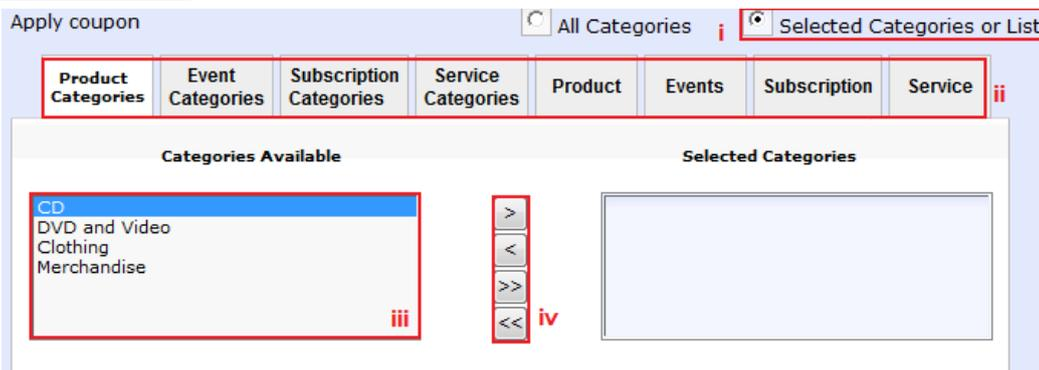 Apply coupon All Categories i Selected Categories or List
Product Categories Event Categories Subscription Categories Service Categories Product Events Subscription Service ii
Categories Available Selected Categories
CD
DVD and Video
Clothing
Merchandise
iii
>
<
>>
<<
iv